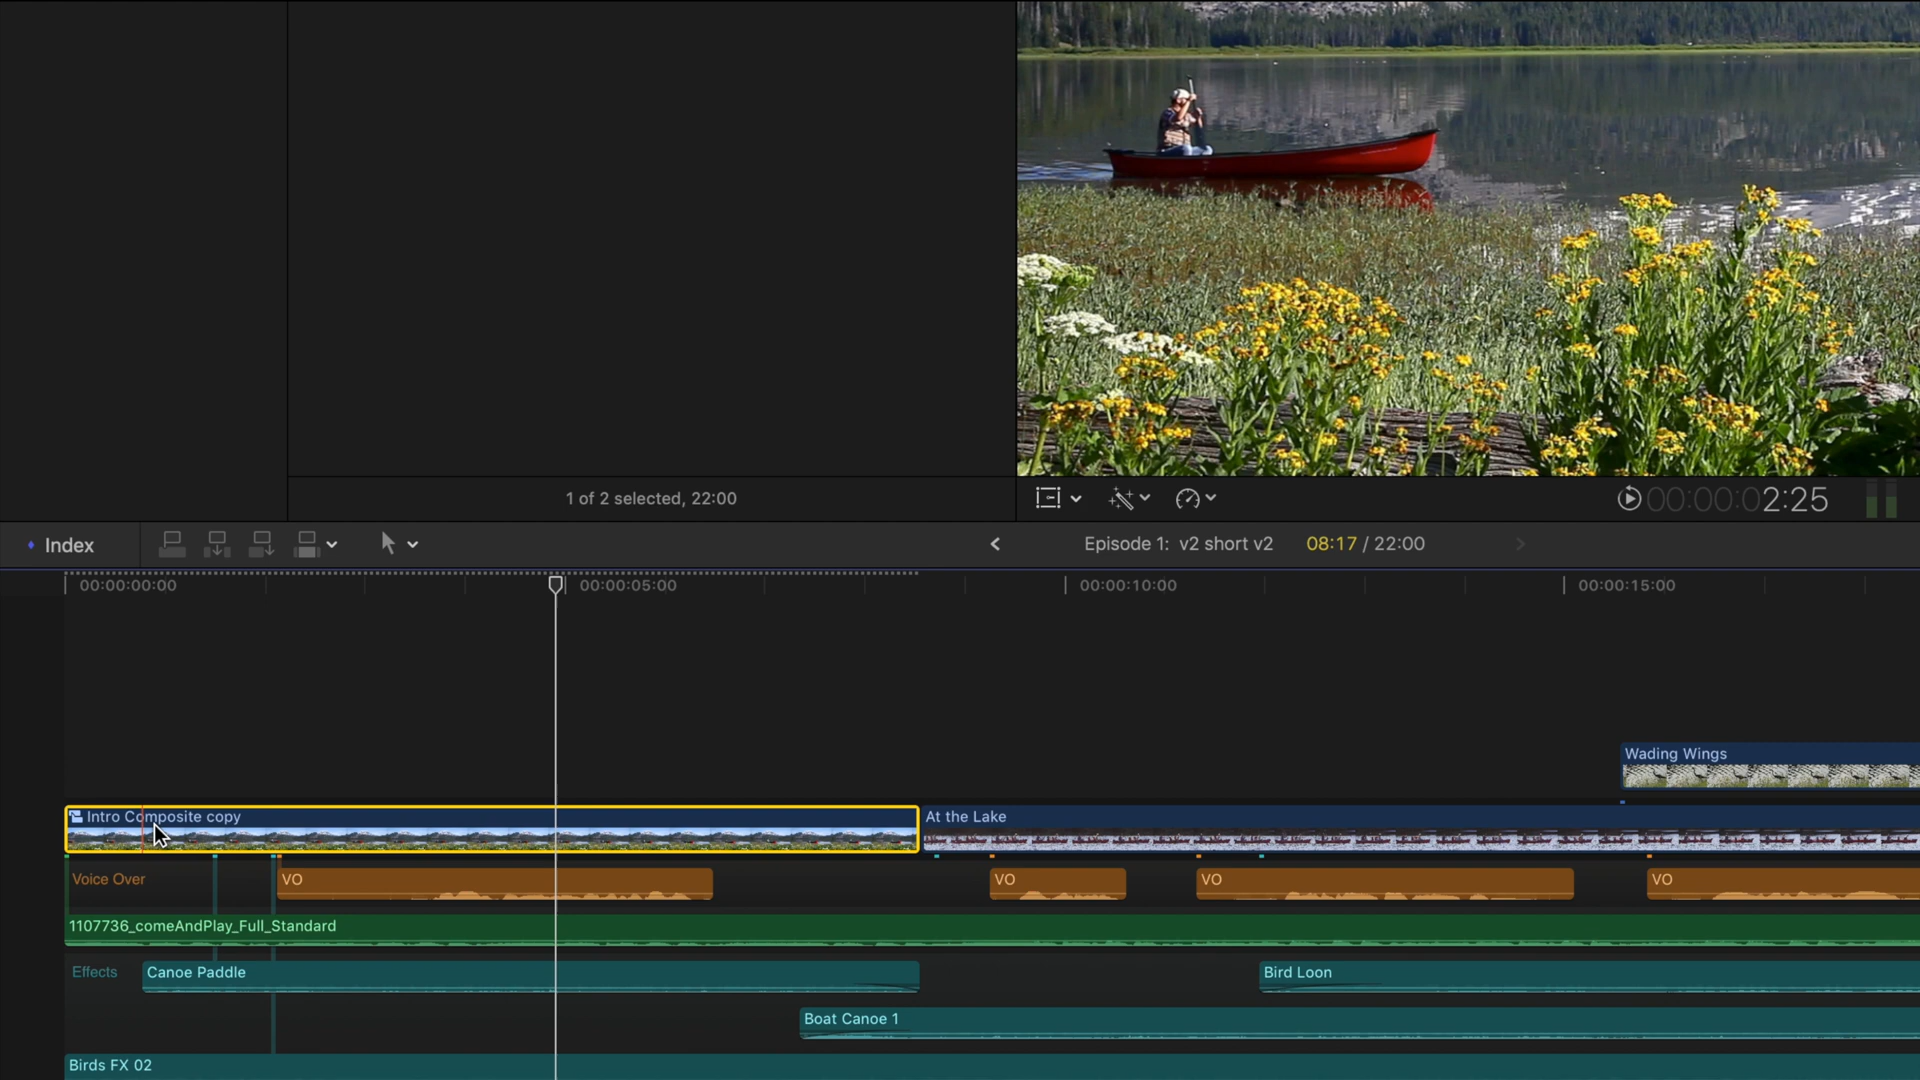 1 of 2 selected, 22:00
00:00:02:25
Index
Episode 1: v2 short v2
08:17 / 22:00
00:00:00:00
00:00:05:00
00:00:10:00
00:00:15:00
Wading Wings
Intro Composite copy
At the Lake
Voice Over
VO
VO
VO
VO
1107736_comeAndPlay_Full_Standard
Effects
Canoe Paddle
Bird Loon
Boat Canoe 1
Birds FX 02